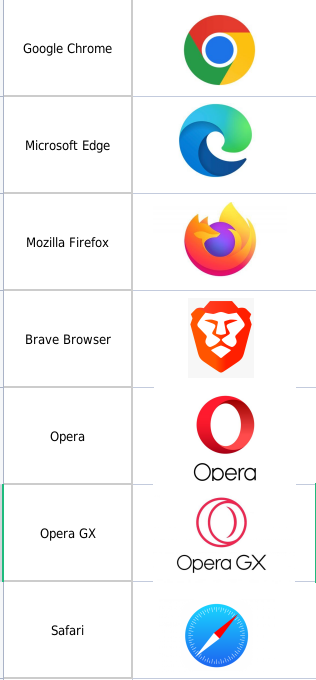 Google Chrome
Microsoft Edge
Mozilla Firefox
Brave Browser
Opera
Opera
Opera GX
Opera GX
Safari